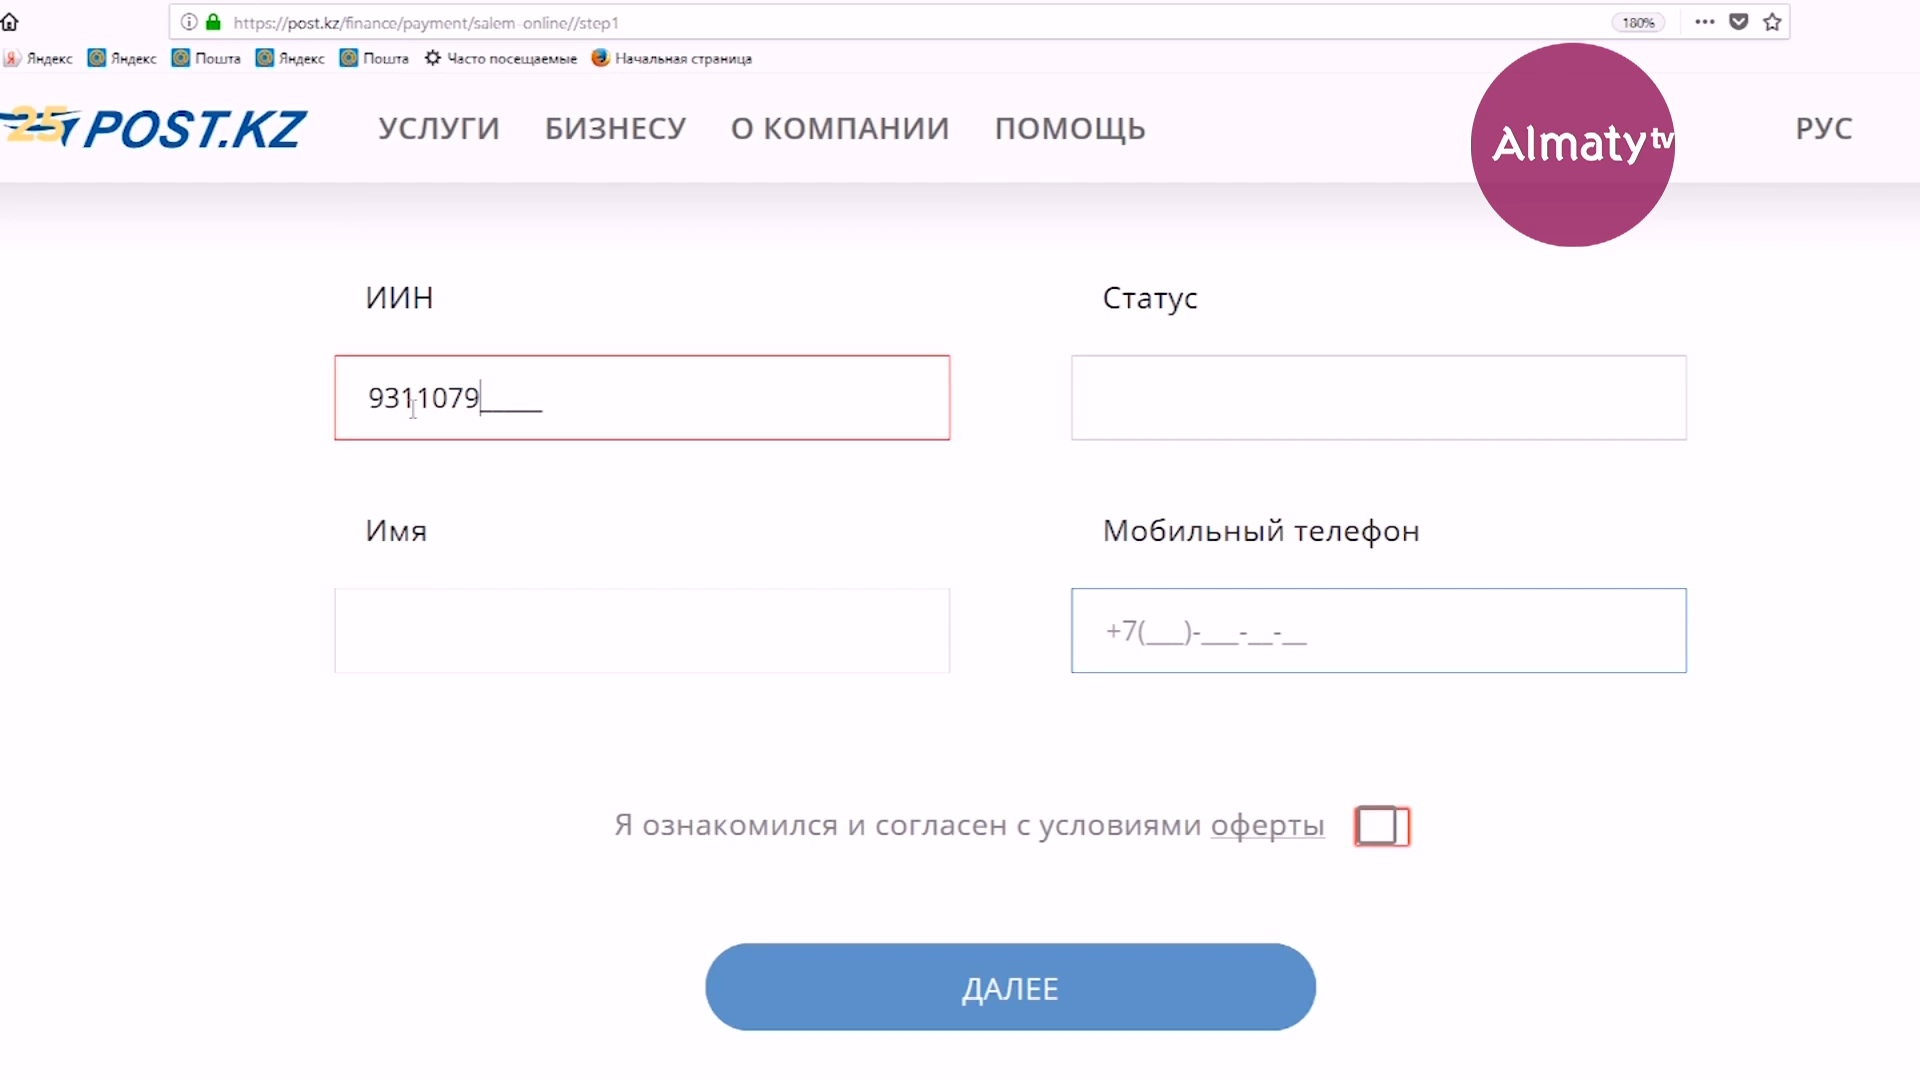 https://post.kz/finance/payment/salem-online//step1 180%
Яндекс Яндекс Пошта Яндекс Пошта Часто посещаемые Начальная страница
25 POST.KZ УСЛУГИ БИЗНЕСУ О КОМПАНИИ ПОМОЩЬ Almaty tv РУС
ИИН Статус
9311079_____
Имя Мобильный телефон
+7(___)-___-__-__
Я ознакомился и согласен с условиями оферты
ДАЛЕЕ